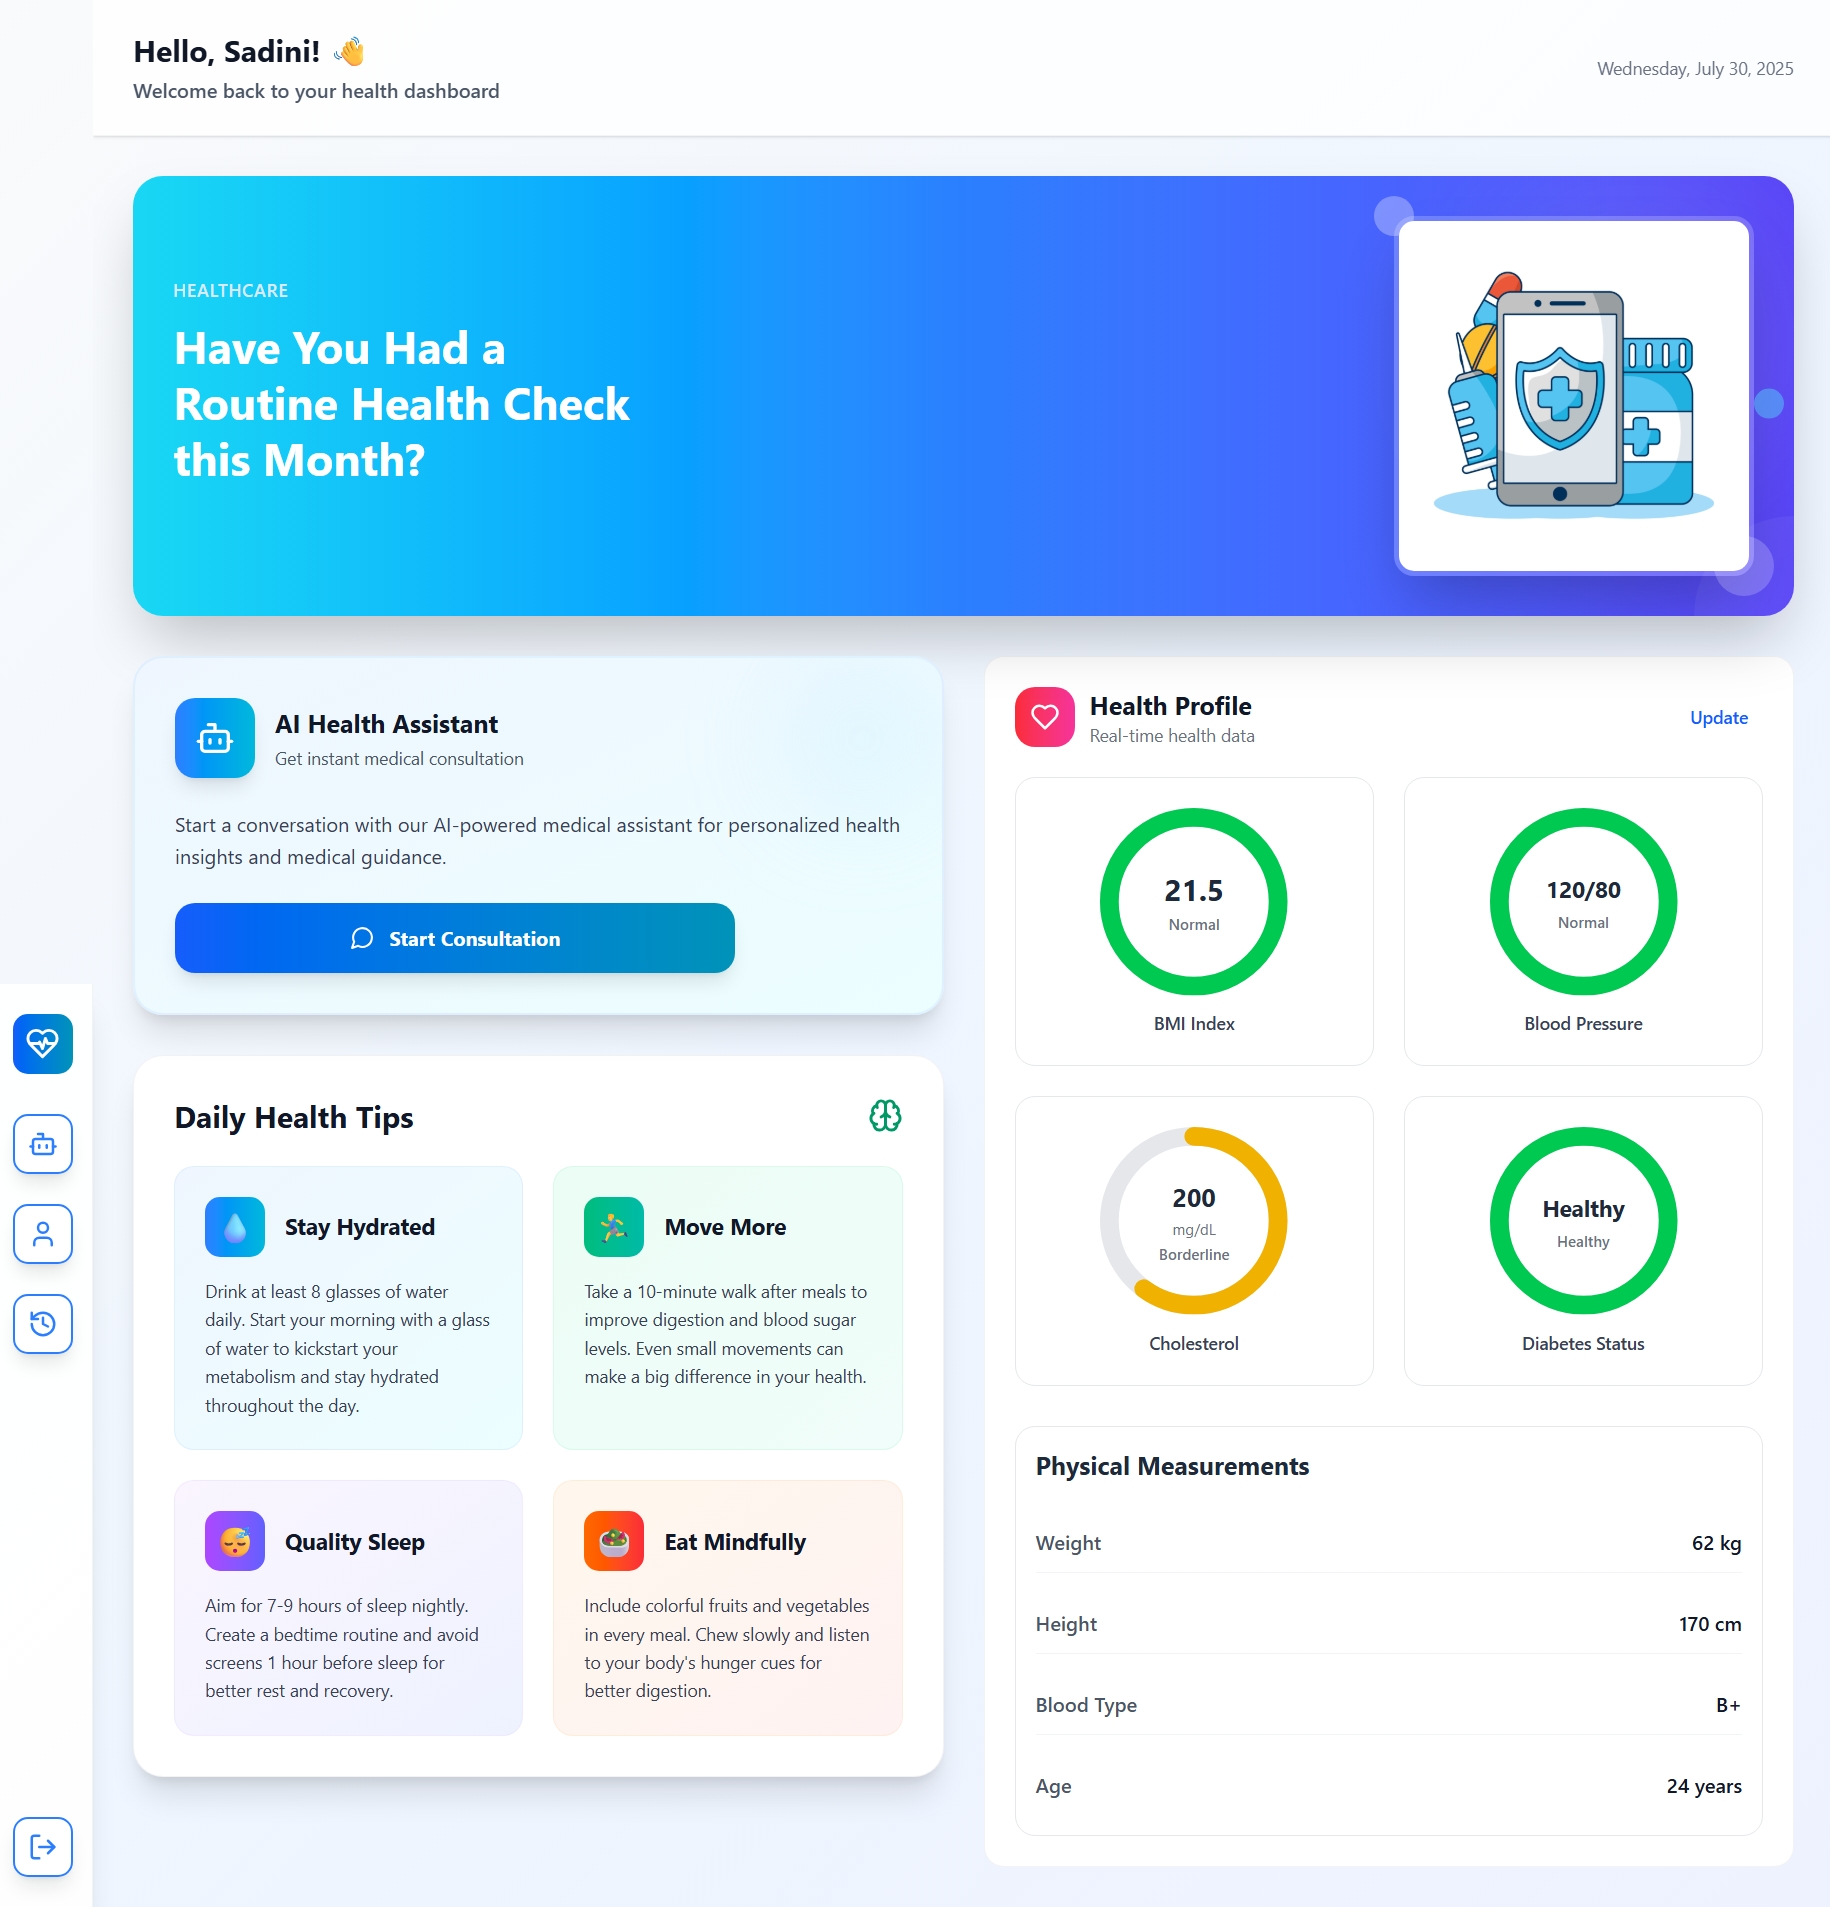 Hello, Sadini! 👋
Welcome back to your health dashboard
Wednesday, July 30, 2025
HEALTHCARE
Have You Had a
Routine Health Check
this Month?
AI Health Assistant
Get instant medical consultation
Start a conversation with our AI-powered medical assistant for personalized health
insights and medical guidance.
Start Consultation
Daily Health Tips
Stay Hydrated
Drink at least 8 glasses of water
daily. Start your morning with a glass
of water to kickstart your
metabolism and stay hydrated
throughout the day.
Move More
Take a 10-minute walk after meals to
improve digestion and blood sugar
levels. Even small movements can
make a big difference in your health.
Quality Sleep
Aim for 7-9 hours of sleep nightly.
Create a bedtime routine and avoid
screens 1 hour before sleep for
better rest and recovery.
Eat Mindfully
Include colorful fruits and vegetables
in every meal. Chew slowly and listen
to your body's hunger cues for
better digestion.
Health Profile
Real-time health data
Update
21.5
Normal
BMI Index
120/80
Normal
Blood Pressure
200
mg/dL
Borderline
Cholesterol
Healthy
Healthy
Diabetes Status
Physical Measurements
Weight 62 kg
Height 170 cm
Blood Type B+
Age 24 years